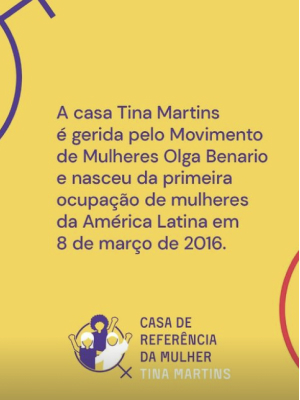 A casa Tina Martins
é gerida pelo Movimento
de Mulheres Olga Benario
e nasceu da primeira
ocupação de mulheres
da América Latina em
8 de março de 2016.
CASA DE
REFERÊNCIA
DA MULHER
TINA MARTINS